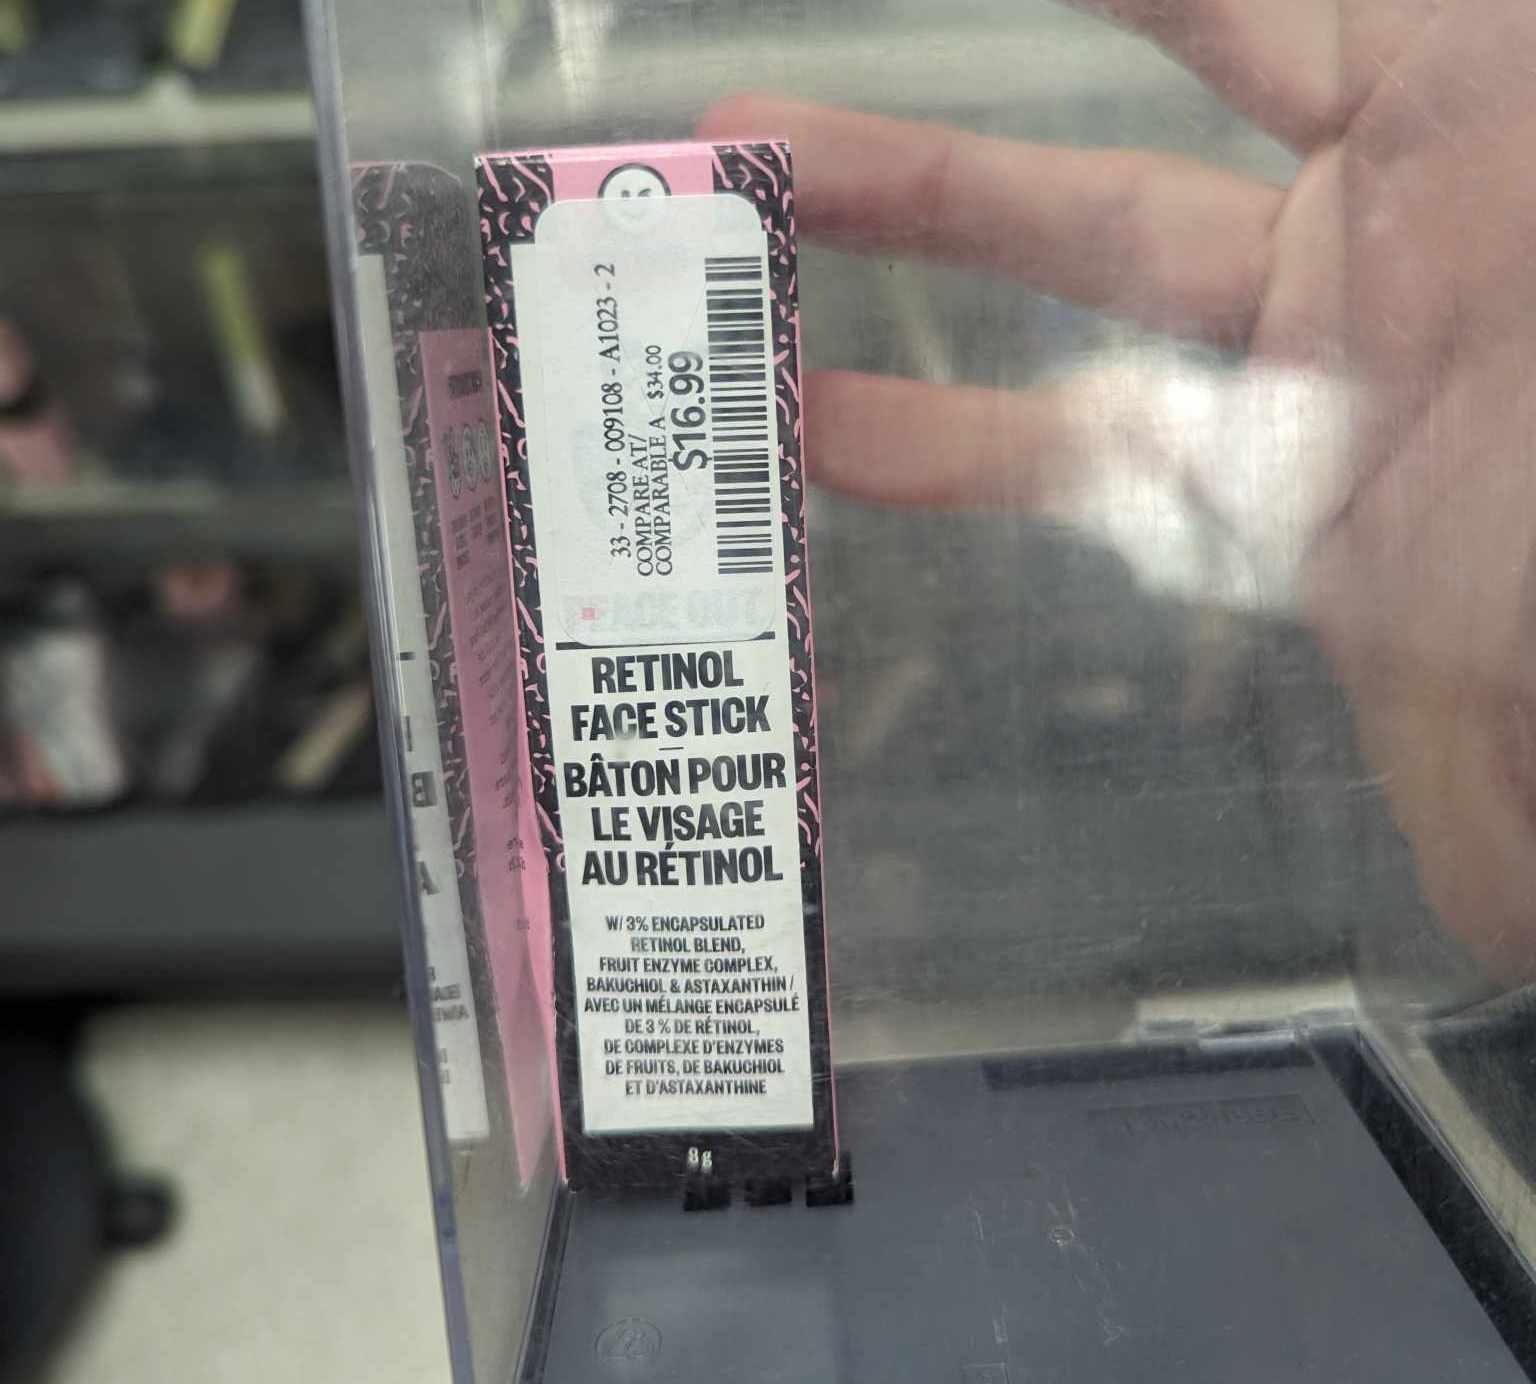 33 - 2708 - 009108 - A1023 - 2
COMPARE AT/
COMPARABLE A $34.00
$16.99
RETINOL
FACE STICK
—
BÂTON POUR
LE VISAGE
AU RÉTINOL
W/ 3% ENCAPSULATED
RETINOL BLEND,
FRUIT ENZYME COMPLEX,
BAKUCHIOL & ASTAXANTHIN /
AVEC UN MÉLANGE ENCAPSULÉ
DE 3 % DE RÉTINOL,
DE COMPLEXE D'ENZYMES
DE FRUITS, DE BAKUCHIOL
ET D'ASTAXANTHINE
8 g